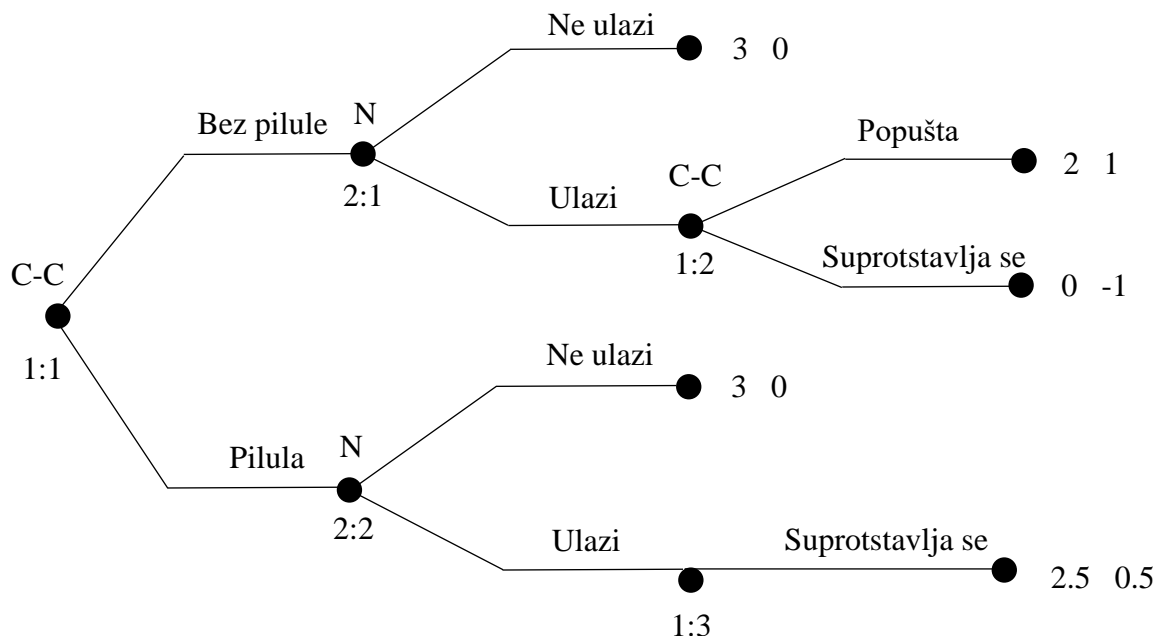 Ne ulazi
3 0
N
Bez pilule
Popušta
2 1
C-C
2:1
Ulazi
1:2
Suprotstavlja se
0 -1
C-C
1:1
Ne ulazi
3 0
N
Pilula
2:2
Ulazi
Suprotstavlja se
2.5 0.5
1:3